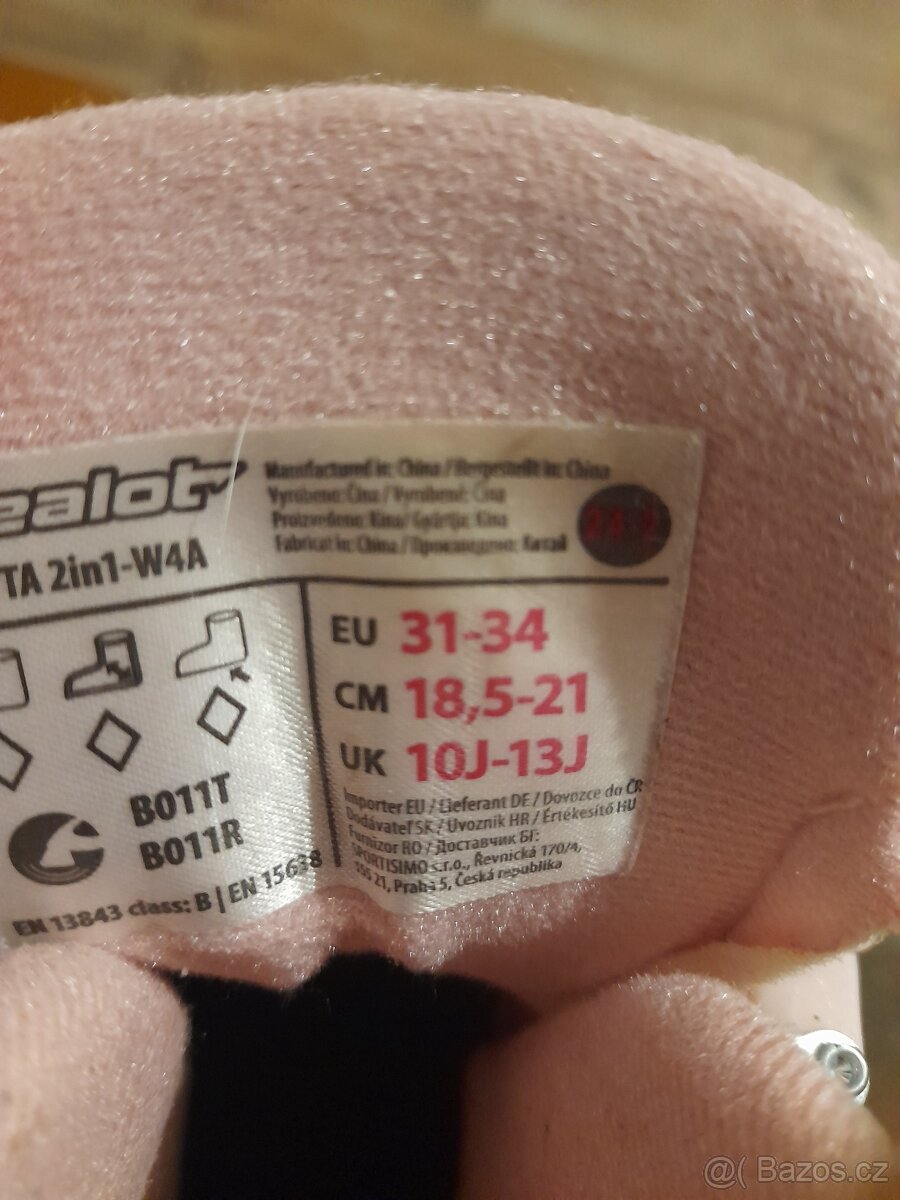 ealot
TA 2in1-W4A
Manufactured in: China / Hergestellt in: China
Vyrobeno: Čína / Vyrobené: Čína
Proizvedeno: Kina / Gyártja: Kína
Fabricat in: China / Произведено: Китай
EU 31-34
CM 18,5-21
UK 10J-13J
B011T
B011R
EN 13843 class: B | EN 15638
Importer EU / Lieferant DE / Dovozce do ČR
Dodávateľ SK / Uvoznik HR / Értékesítő HU
Furnizor RO / Доставчик БГ:
SPORTISIMO s.r.o., Řevnická 170/4,
155 21, Praha 5, Česká republika
@( Bazos.cz